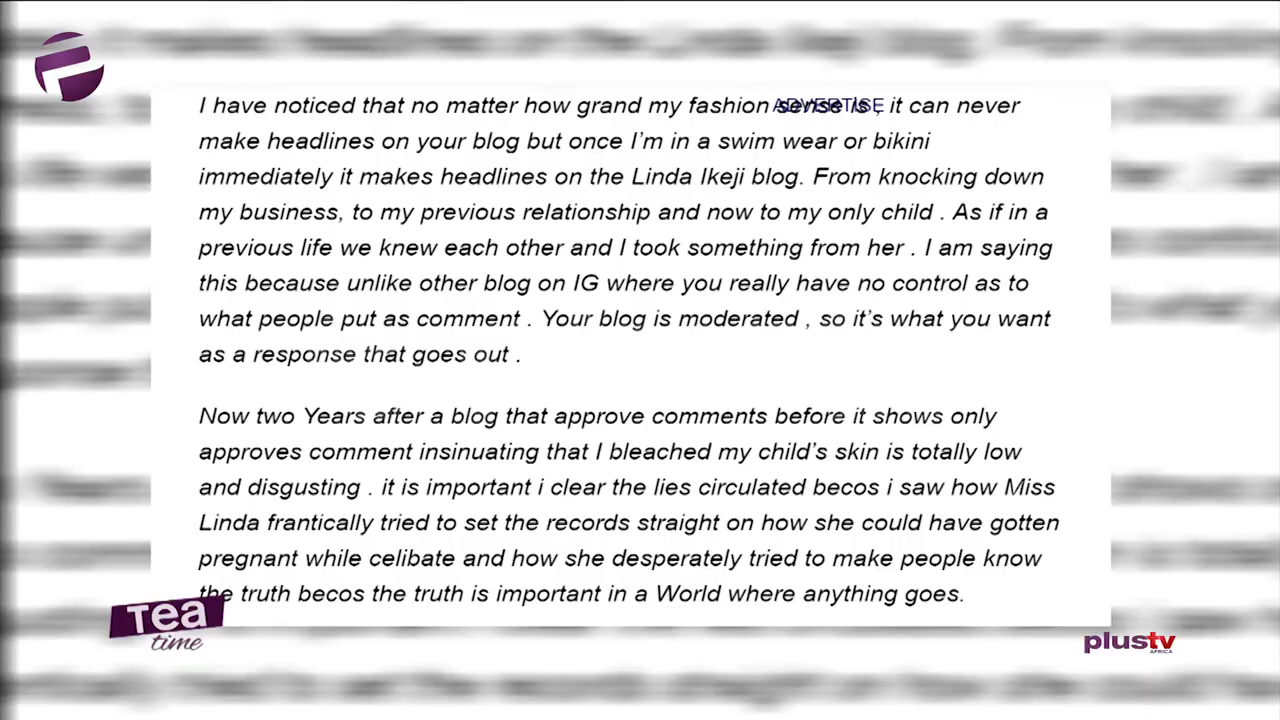 I have noticed that no matter how grand my fashion sense is , it can never
ADVERTISE
make headlines on your blog but once I'm in a swim wear or bikini
immediately it makes headlines on the Linda Ikeji blog. From knocking down
my business, to my previous relationship and now to my only child . As if in a
previous life we knew each other and I took something from her . I am saying
this because unlike other blog on IG where you really have no control as to
what people put as comment . Your blog is moderated , so it's what you want
as a response that goes out .
Now two Years after a blog that approve comments before it shows only
approves comment insinuating that I bleached my child's skin is totally low
and disgusting . it is important i clear the lies circulated becos i saw how Miss
Linda frantically tried to set the records straight on how she could have gotten
pregnant while celibate and how she desperately tried to make people know
the truth becos the truth is important in a World where anything goes.
Tea
time
plustv
AFRICA